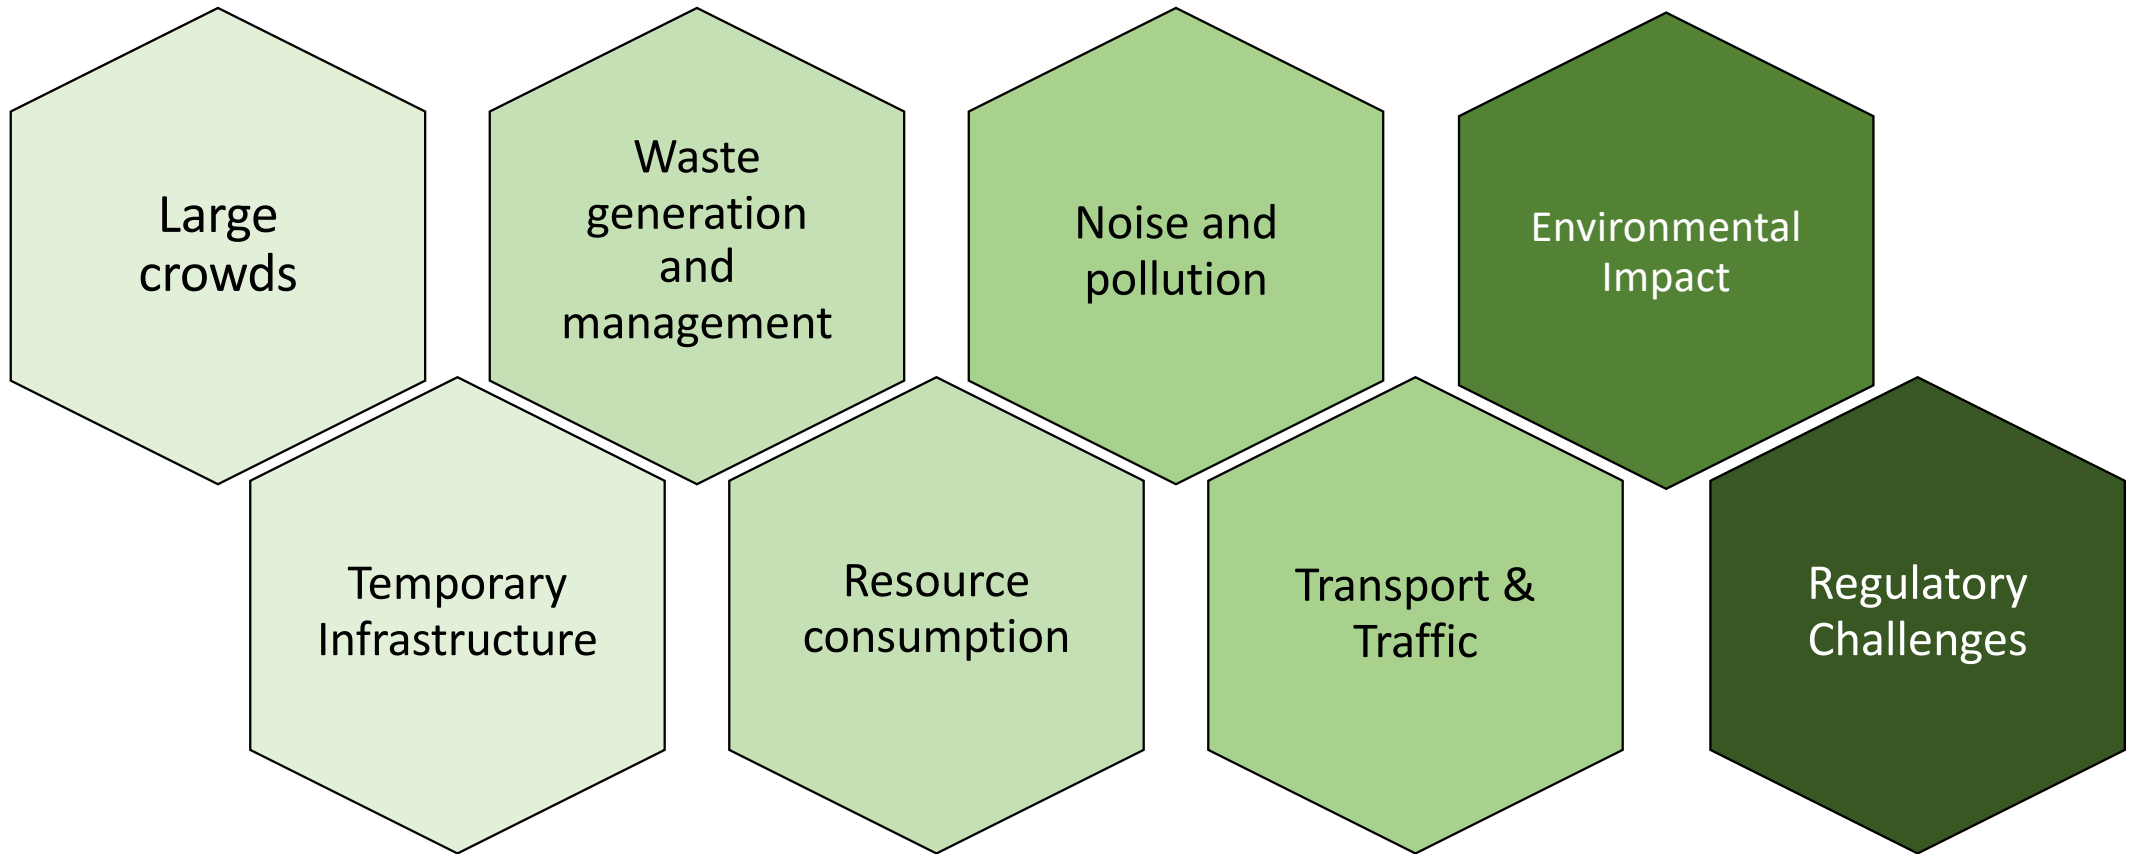 Large
crowds
Waste
generation
and
management
Noise and
pollution
Environmental
Impact
Temporary
Infrastructure
Resource
consumption
Transport &
Traffic
Regulatory
Challenges